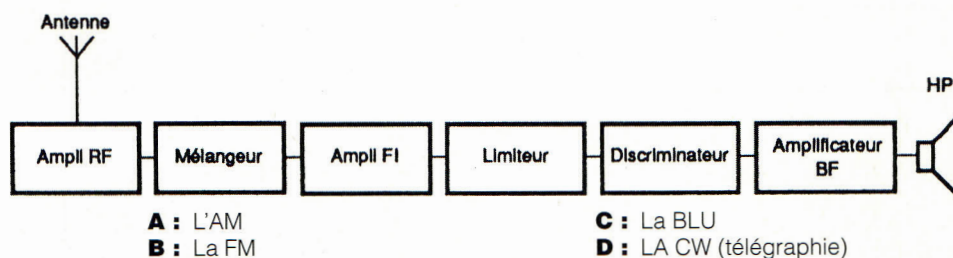 Antenne
HP
Ampli RF
Mélangeur
Ampli FI
Limiteur
Discriminateur
Amplificateur
BF
A : L'AM
B : La FM
C : La BLU
D : LA CW (télégraphie)